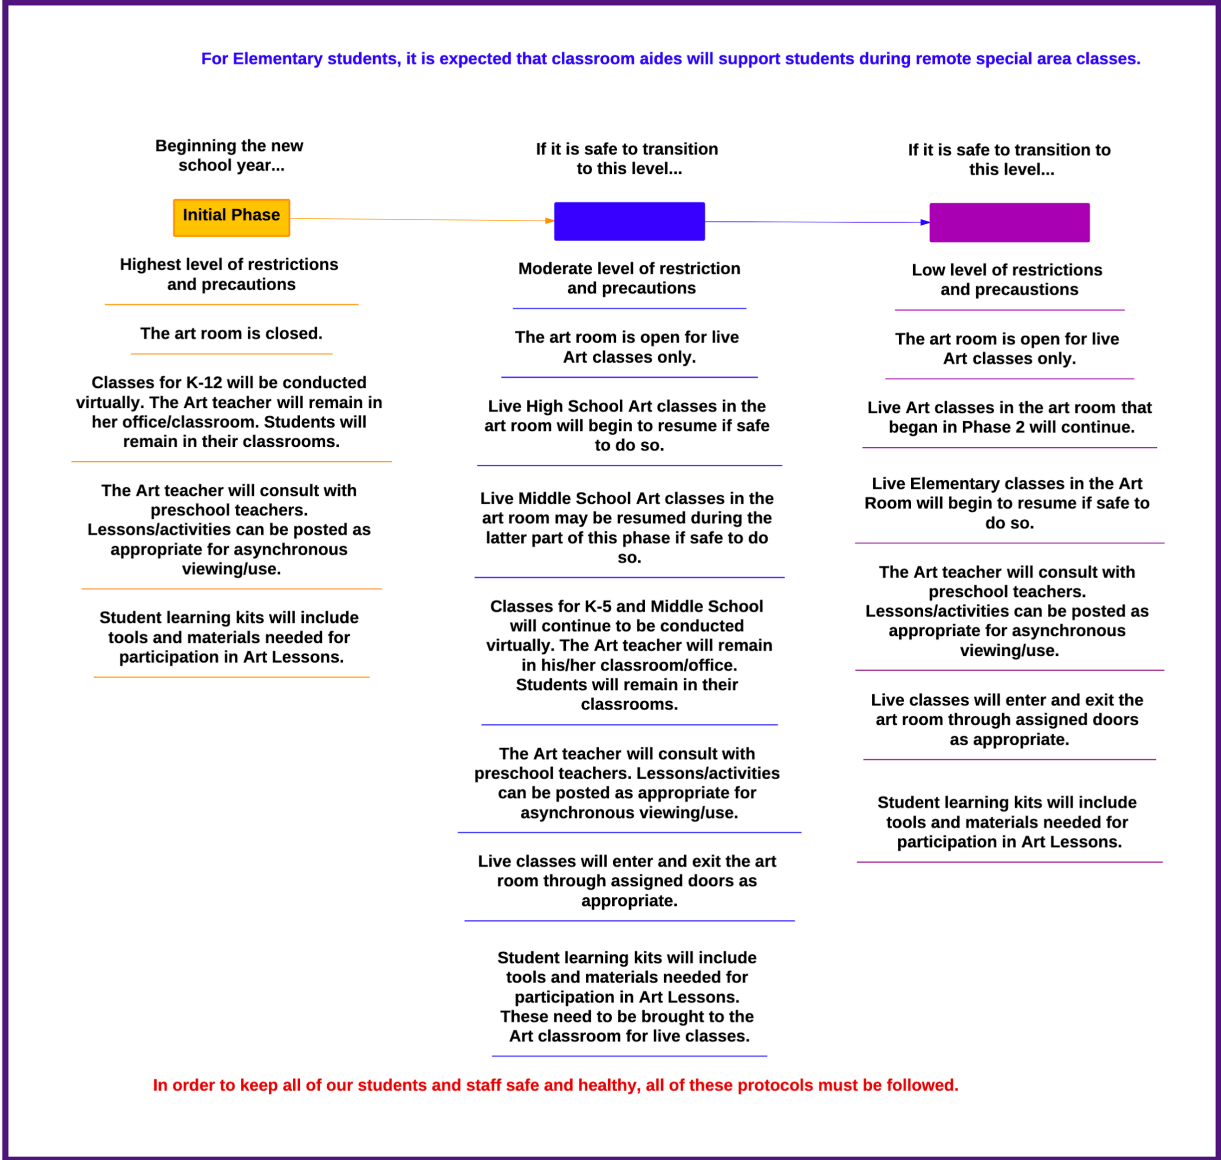 For Elementary students, it is expected that classroom aides will support students during remote special area classes.
Beginning the new
school year...
Initial Phase
Highest level of restrictions
and precautions
The art room is closed.
Classes for K-12 will be conducted
virtually. The Art teacher will remain in
her office/classroom. Students will
remain in their classrooms.
The Art teacher will consult with
preschool teachers.
Lessons/activities can be posted as
appropriate for asynchronous
viewing/use.
Student learning kits will include
tools and materials needed for
participation in Art Lessons.
If it is safe to transition
to this level...
Moderate level of restriction
and precautions
The art room is open for live
Art classes only.
Live High School Art classes in the
art room will begin to resume if safe
to do so.
Live Middle School Art classes in the
art room may be resumed during the
latter part of this phase if safe to do
so.
Classes for K-5 and Middle School
will continue to be conducted
virtually. The Art teacher will remain
in his/her classroom/office.
Students will remain in their
classrooms.
The Art teacher will consult with
preschool teachers. Lessons/activities
can be posted as appropriate for
asynchronous viewing/use.
Live classes will enter and exit the art
room through assigned doors as
appropriate.
Student learning kits will include
tools and materials needed for
participation in Art Lessons.
These need to be brought to the
Art classroom for live classes.
If it is safe to transition to
this level...
Low level of restrictions
and precaustions
The art room is open for live
Art classes only.
Live Art classes in the art room that
began in Phase 2 will continue.
Live Elementary classes in the Art
Room will begin to resume if safe to
do so.
The Art teacher will consult with
preschool teachers.
Lessons/activities can be posted as
appropriate for asynchronous
viewing/use.
Live classes will enter and exit the
art room through assigned doors
as appropriate.
Student learning kits will include
tools and materials needed for
participation in Art Lessons.
In order to keep all of our students and staff safe and healthy, all of these protocols must be followed.